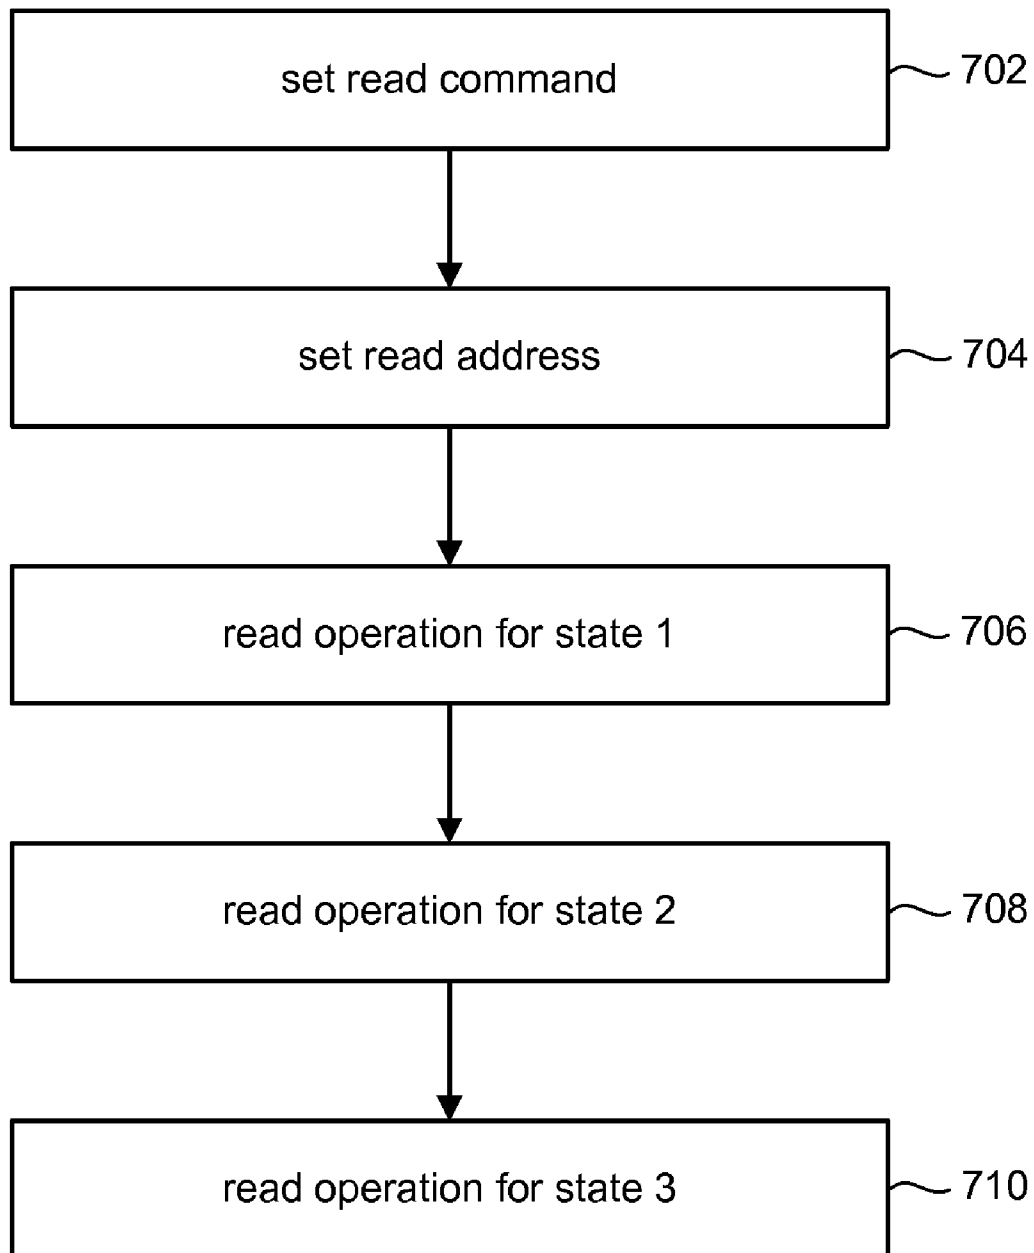 set read command
702
set read address
704
read operation for state 1
706
read operation for state 2
708
read operation for state 3
710